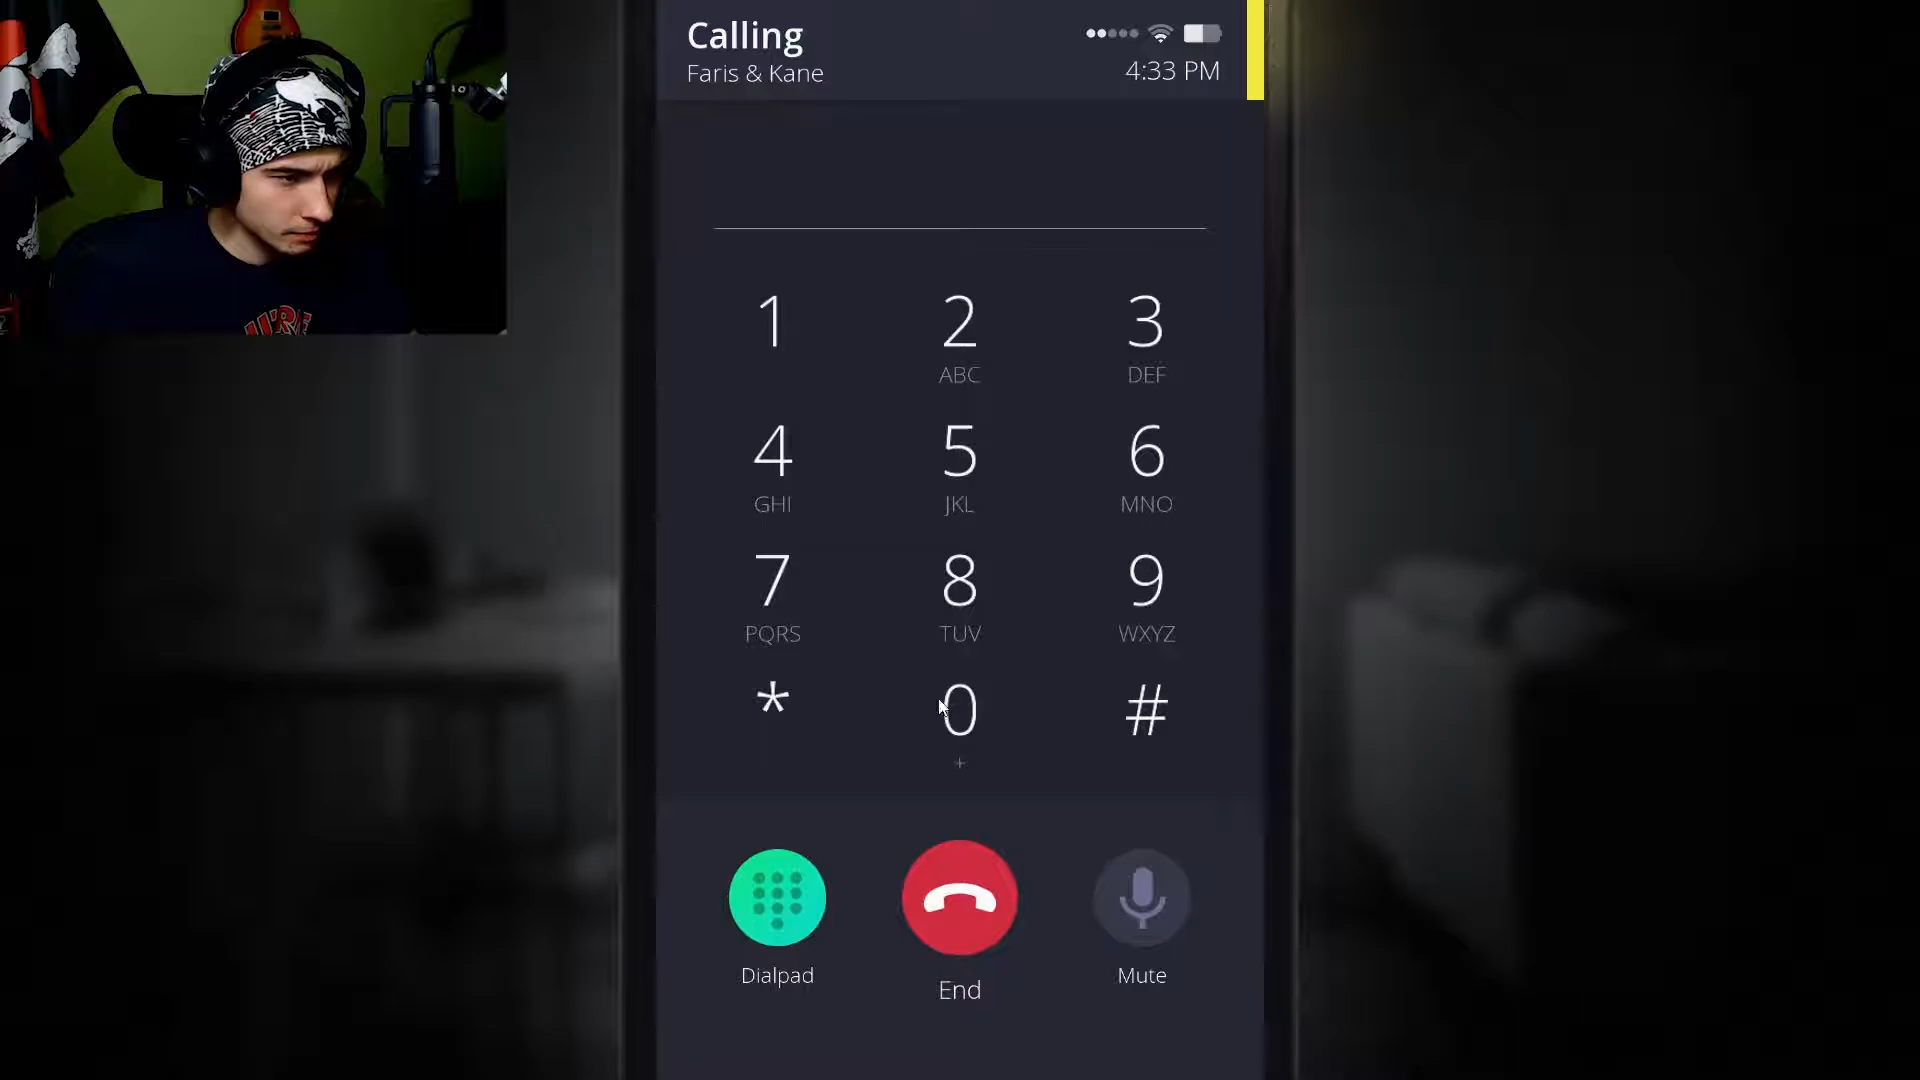 Calling
Faris & Kane
4:33 PM
1
2
ABC
3
DEF
4
GHI
5
JKL
6
MNO
7
PQRS
8
TUV
9
WXYZ
*
0
+
#
Dialpad
End
Mute